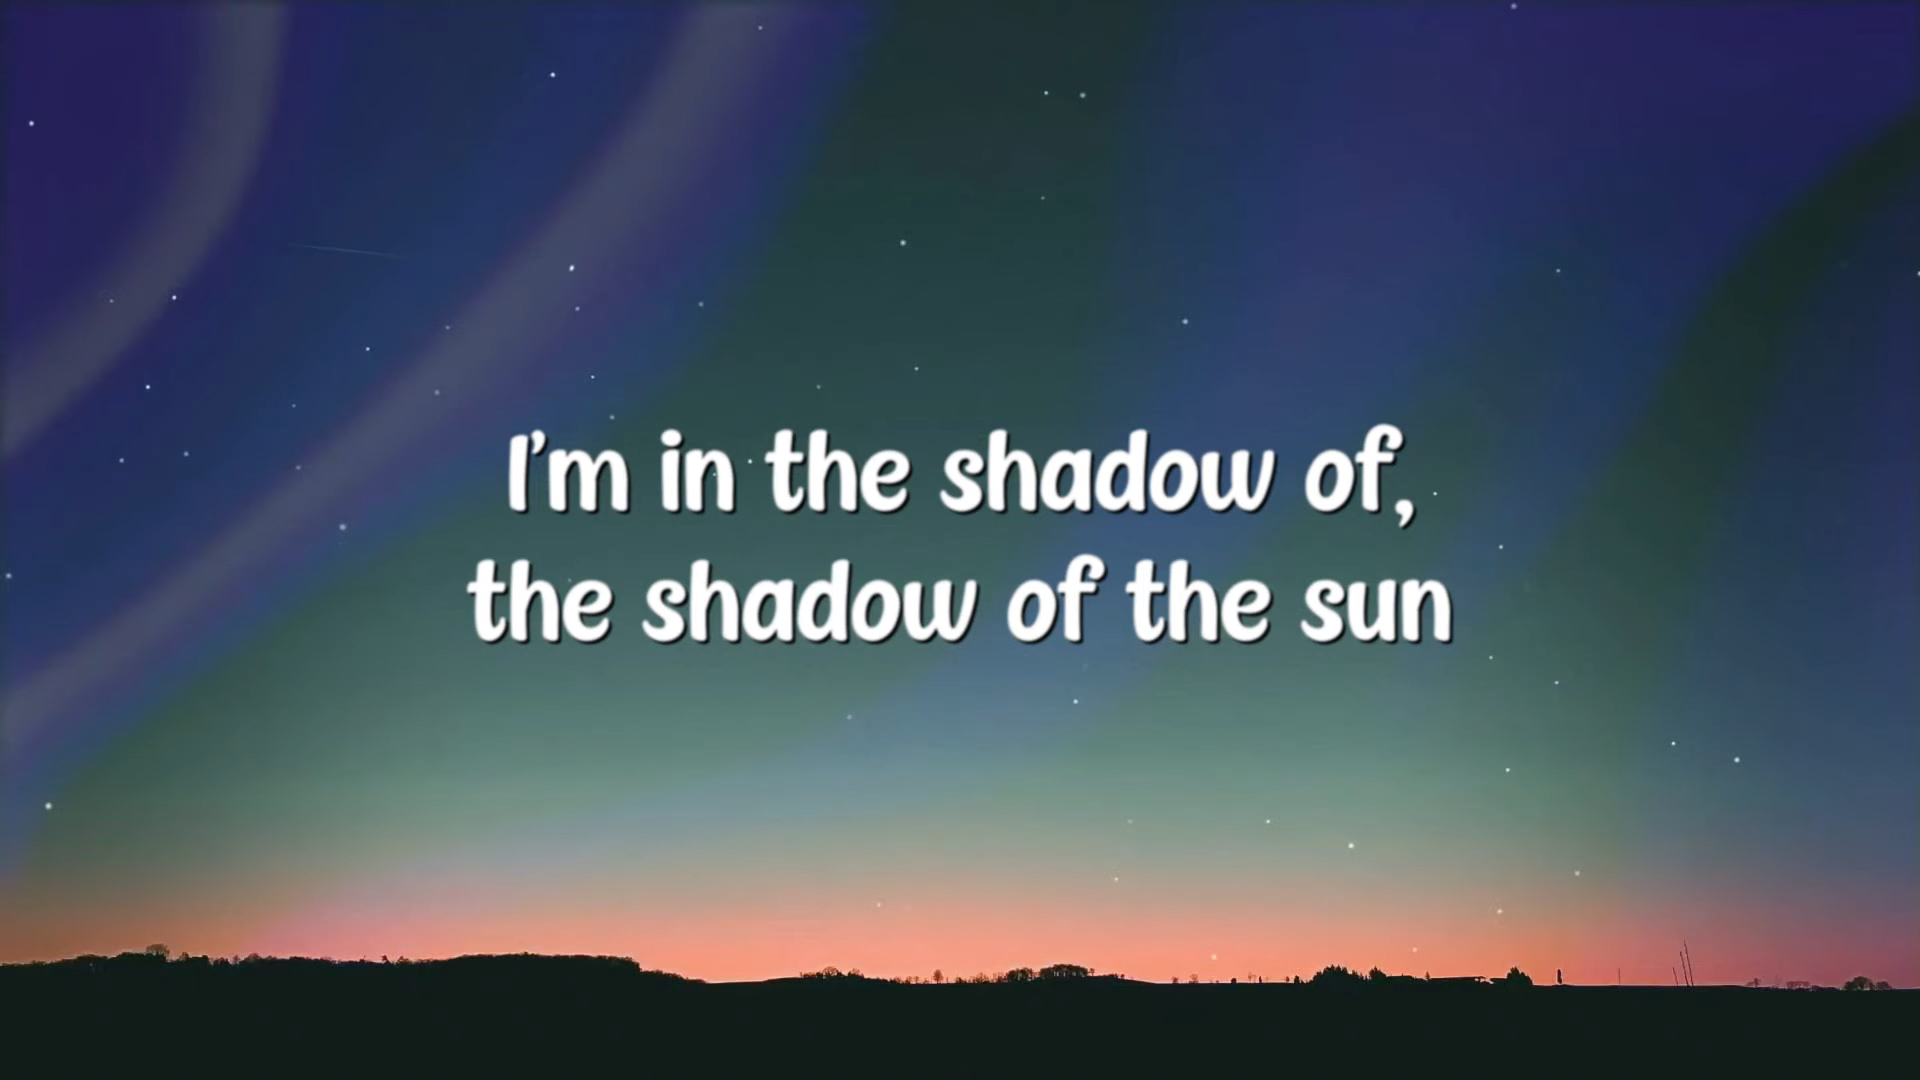 I'm in the shadow of,
the shadow of the sun